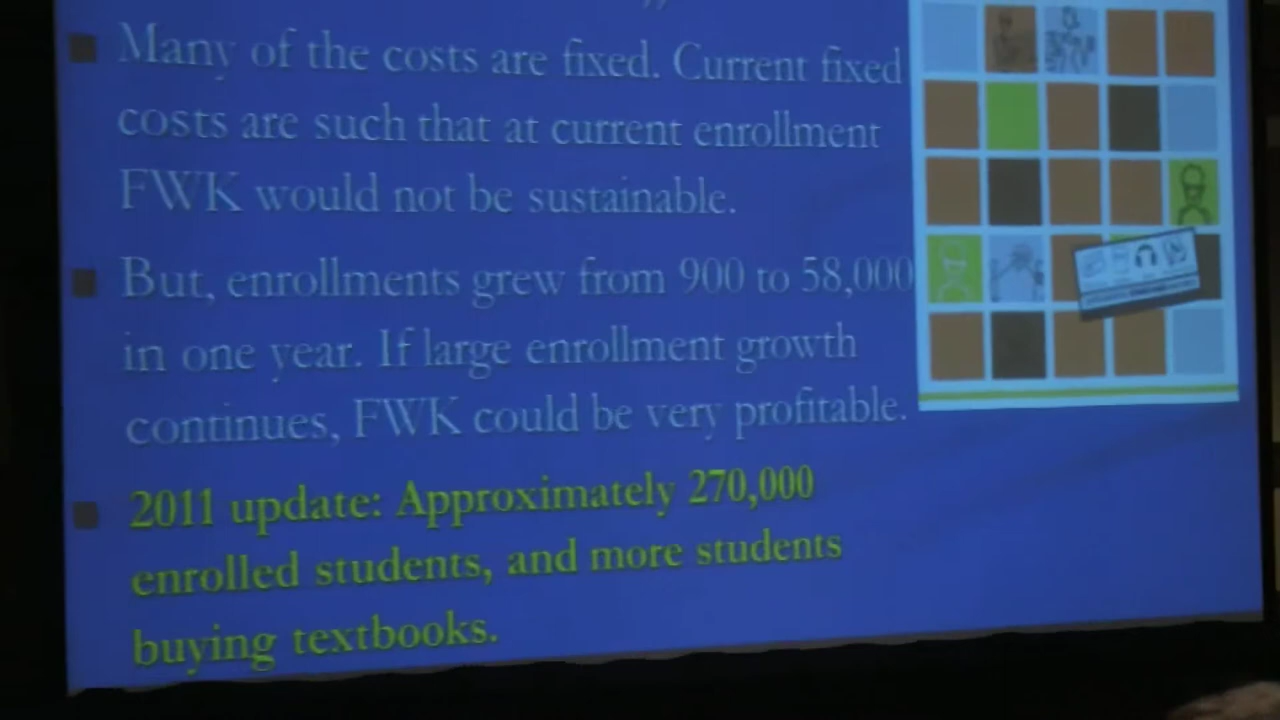 Many of the costs are fixed. Current fixed
costs are such that at current enrollment
FWK would not be sustainable.
But, enrollments grew from 900 to 58,000
in one year. If large enrollment growth
continues, FWK could be very profitable.
2011 update: Approximately 270,000
enrolled students, and more students
buying textbooks.